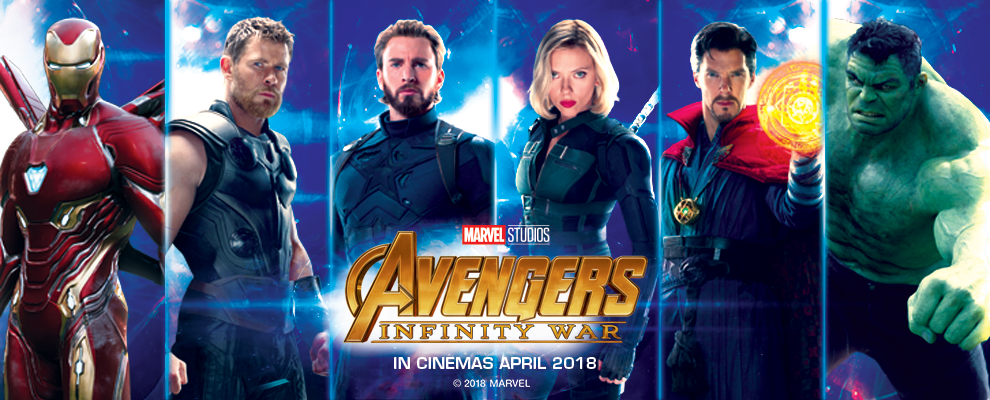 MARVEL STUDIOS
AVENGERS
INFINITY WAR
IN CINEMAS APRIL 2018
© 2018 MARVEL